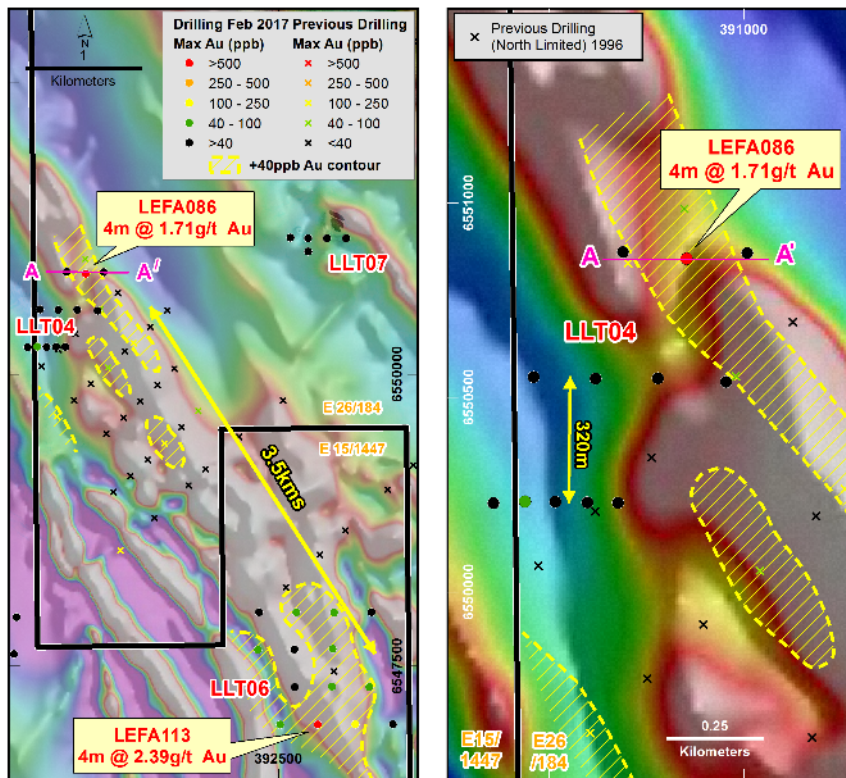 N
1
Kilometers
Drilling Feb 2017 Previous Drilling
Max Au (ppb) Max Au (ppb)
>500 >500
250 - 500 250 - 500
100 - 250 100 - 250
40 - 100 40 - 100
>40 <40
+40ppb Au contour
LEFA086
4m @ 1.71g/t Au
A A'
LLT07
LLT04
6550000
E 26/184
E 15/1447
3.5kms
6547500
LLT06
LEFA113
4m @ 2.39g/t Au
392500
× Previous Drilling
(North Limited) 1996
391000
LEFA086
4m @ 1.71g/t Au
6551000
A A'
LLT04
6550500
320m
6550000
0.25
Kilometers
E15/ E26
1447 /184